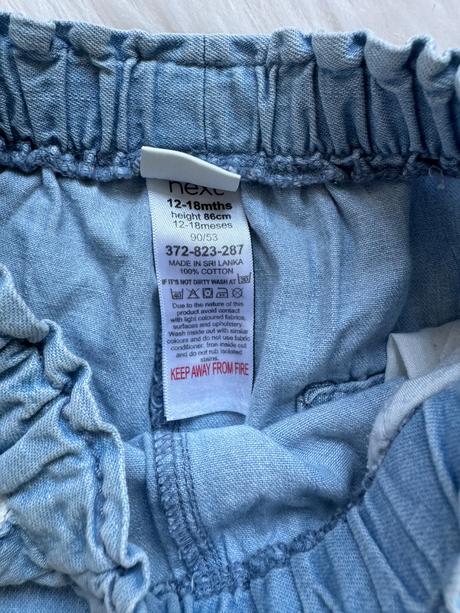 next
12-18mths
height 86cm
12-18meses
90/53
372-823-287
MADE IN SRI LANKA
100% COTTON
IF IT'S NOT DIRTY WASH AT 30
40
Due to the nature of this
product avoid contact
with light coloured fabrics,
surfaces and upholstery.
Wash inside out with similar
colours and do not use fabric
conditioner. Iron inside out
and do not rub isolated
stains.
KEEP AWAY FROM FIRE